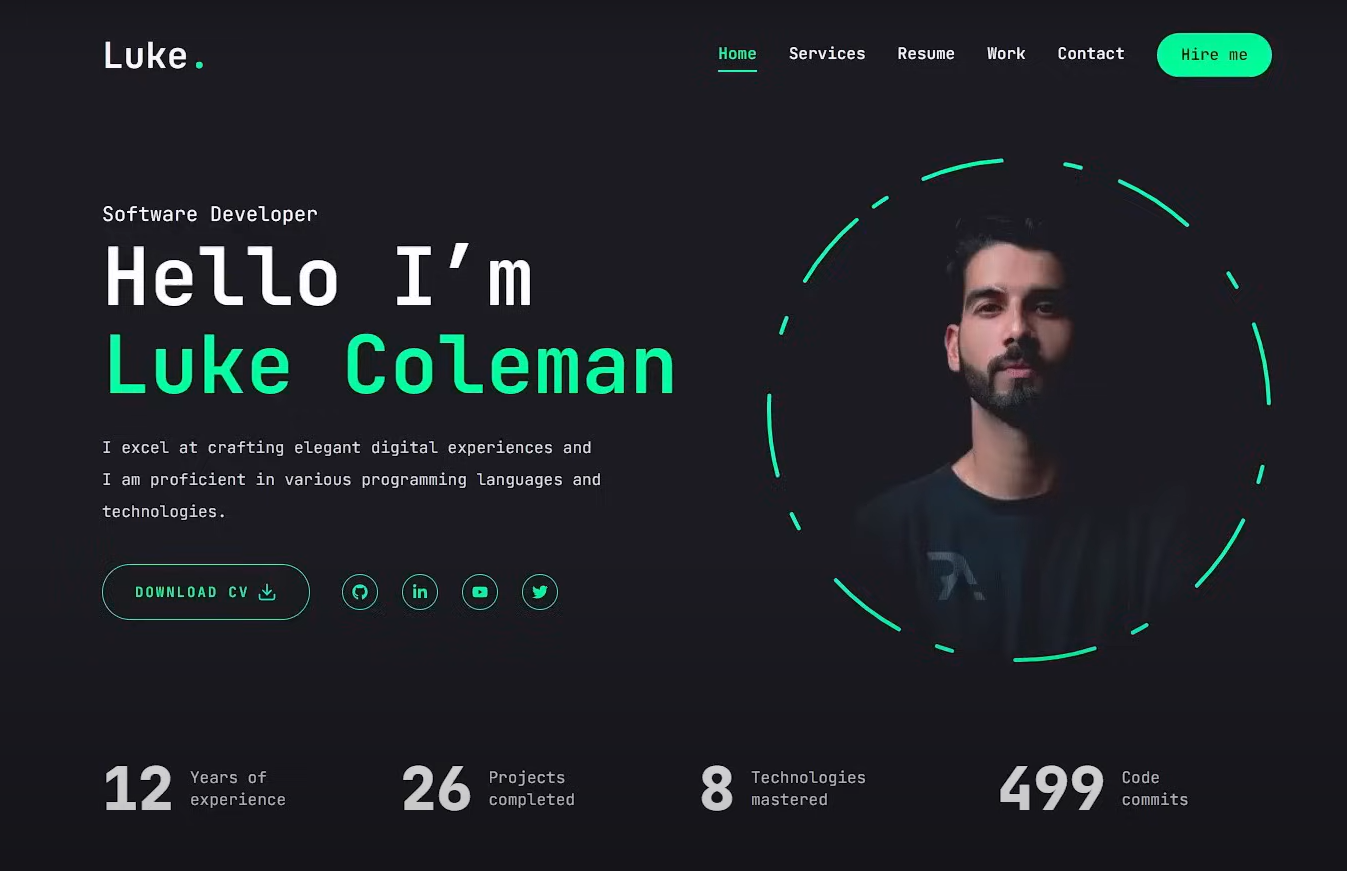 Luke.
Home Services Resume Work Contact Hire me
Software Developer
Hello I’m
Luke Coleman
I excel at crafting elegant digital experiences and
I am proficient in various programming languages and
technologies.
DOWNLOAD CV
in
RA
12 Years of
experience
26 Projects
completed
8 Technologies
mastered
499 Code
commits